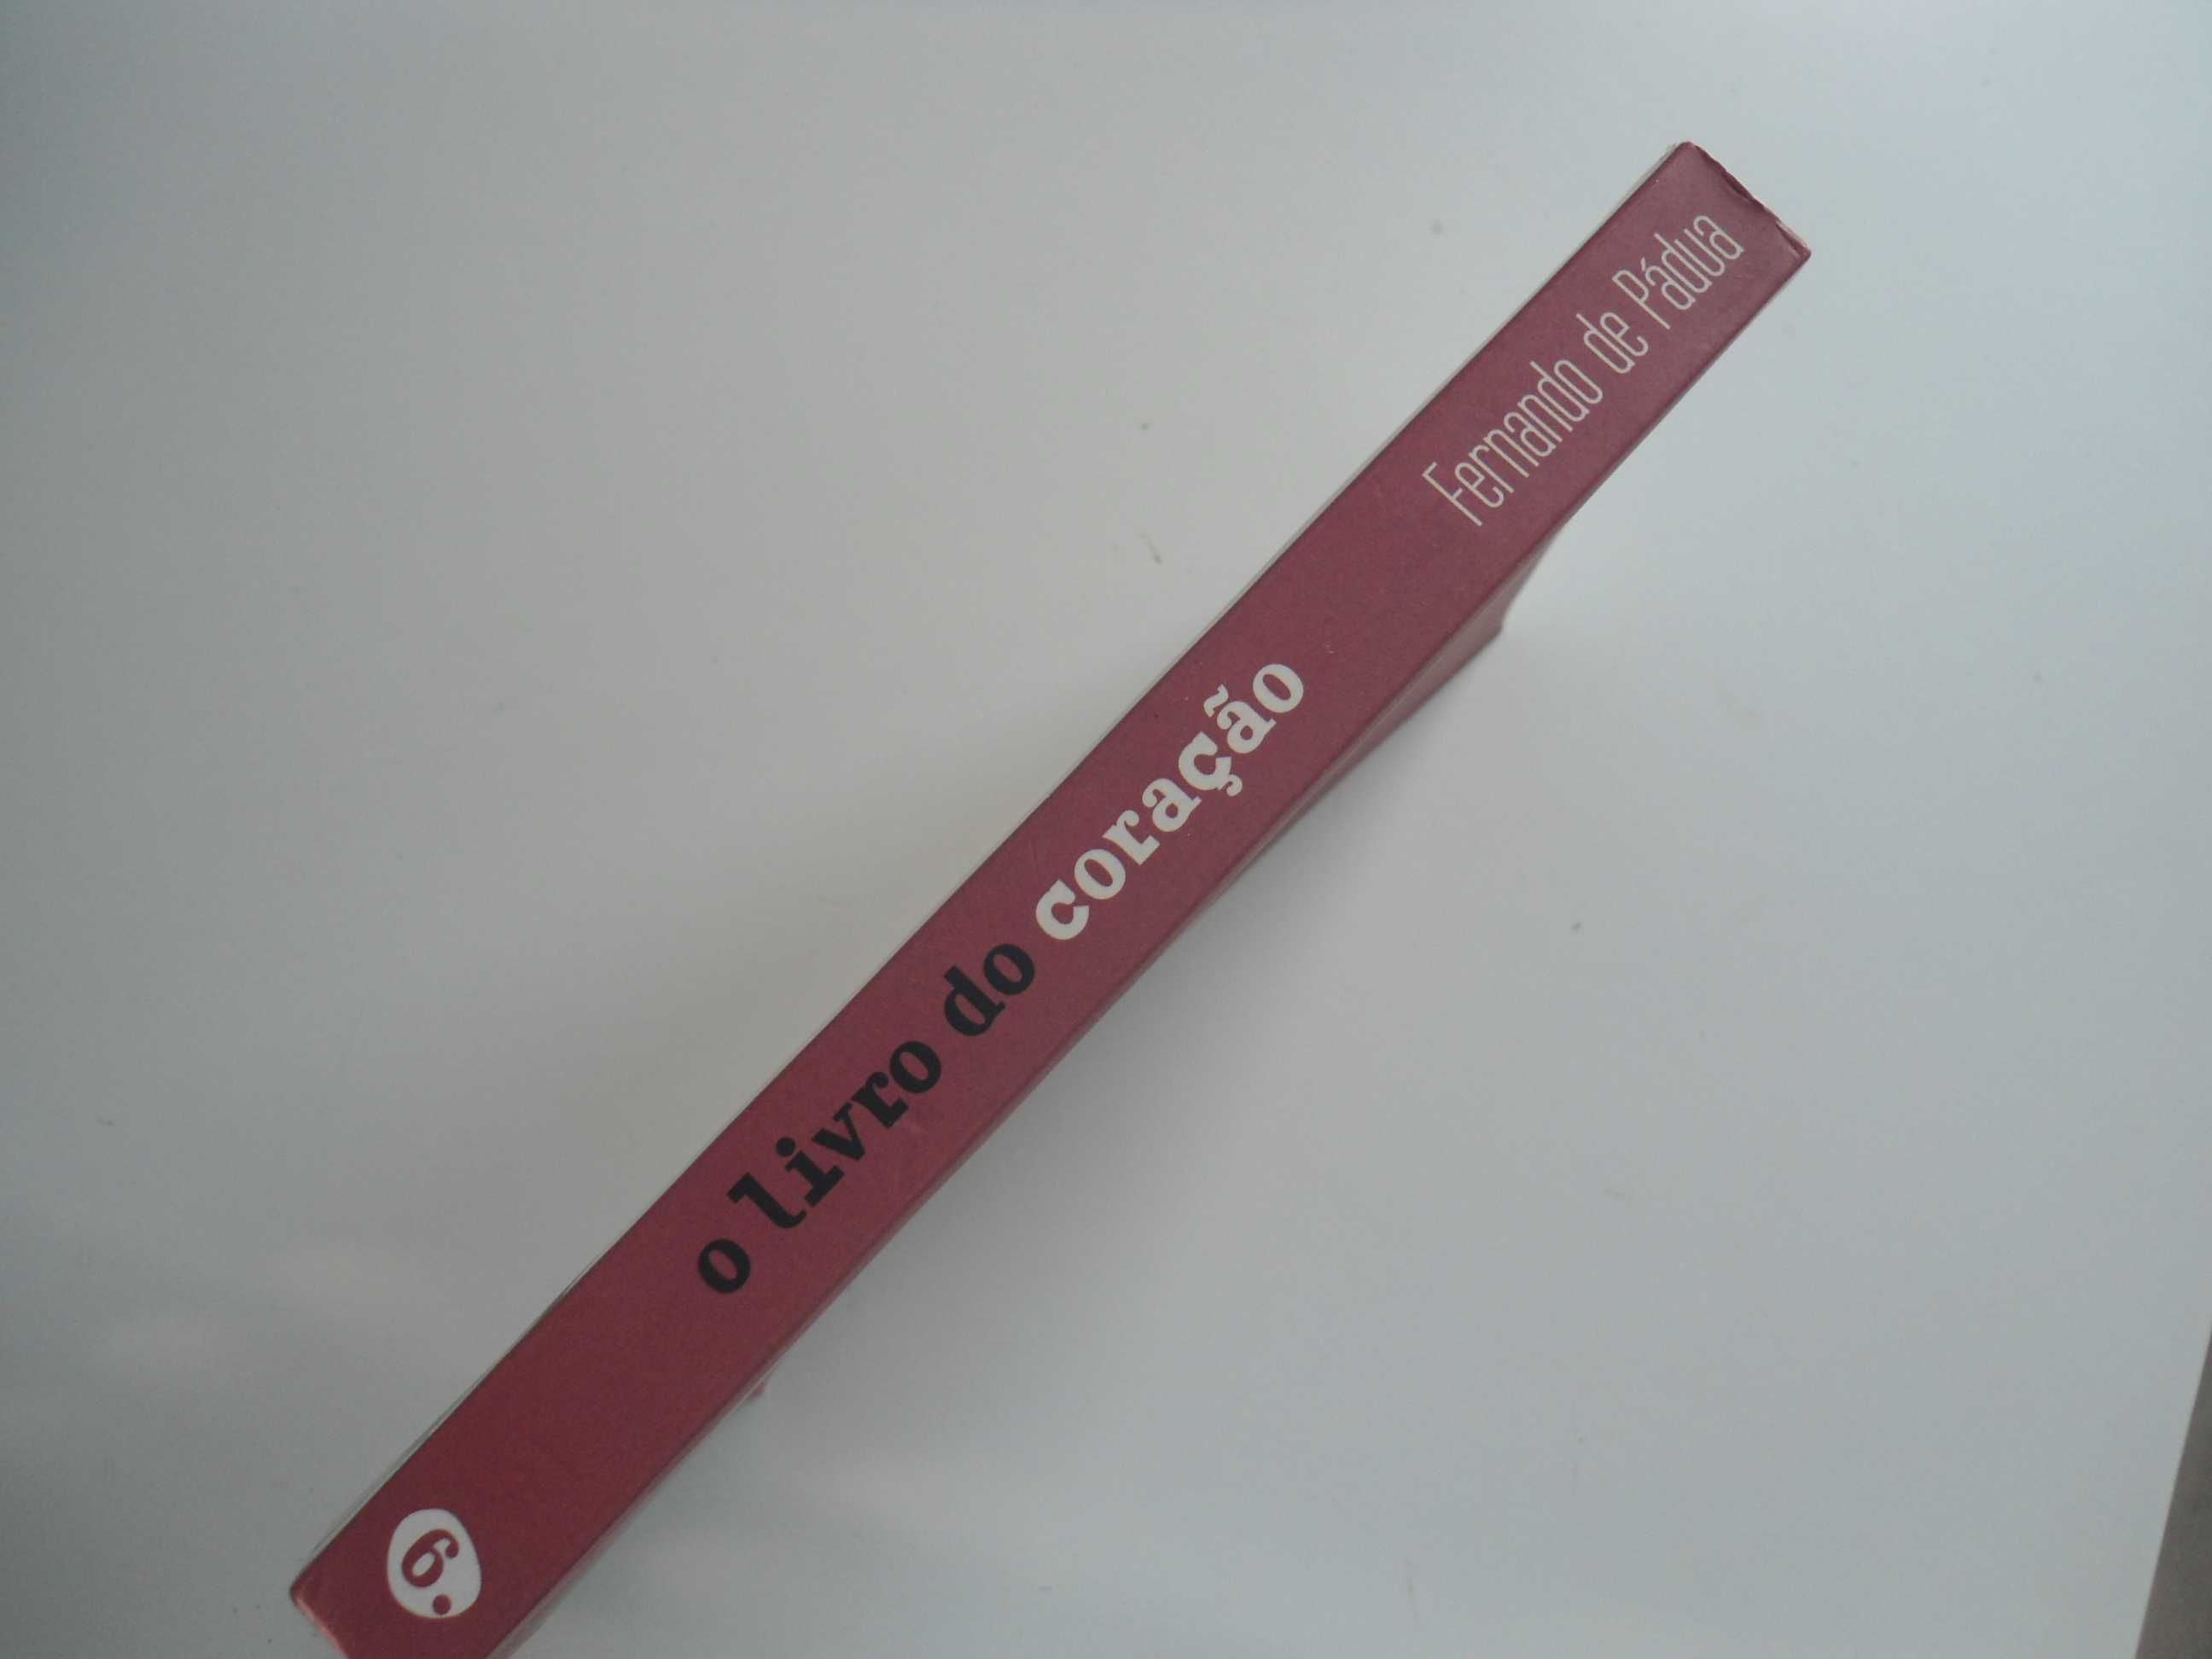 Fernando de Pádua
o livro do coração
6.